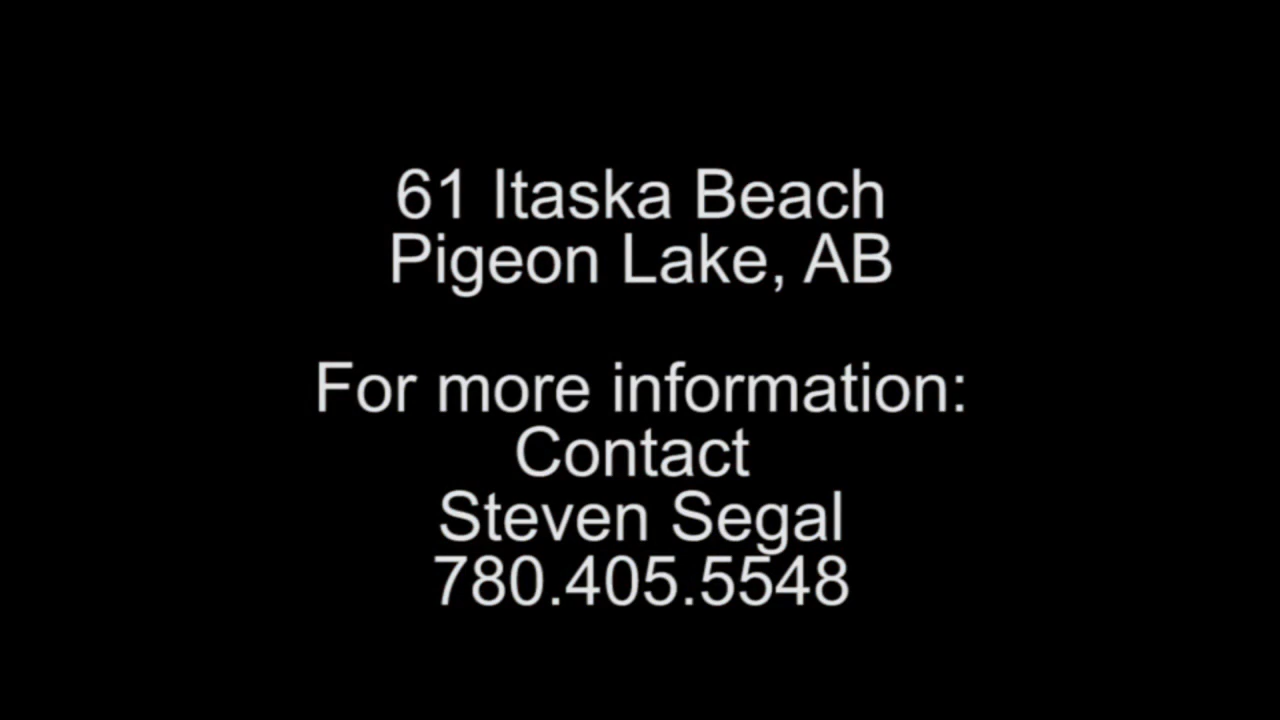 61 Itaska Beach
Pigeon Lake, AB
For more information:
Contact
Steven Segal
780.405.5548